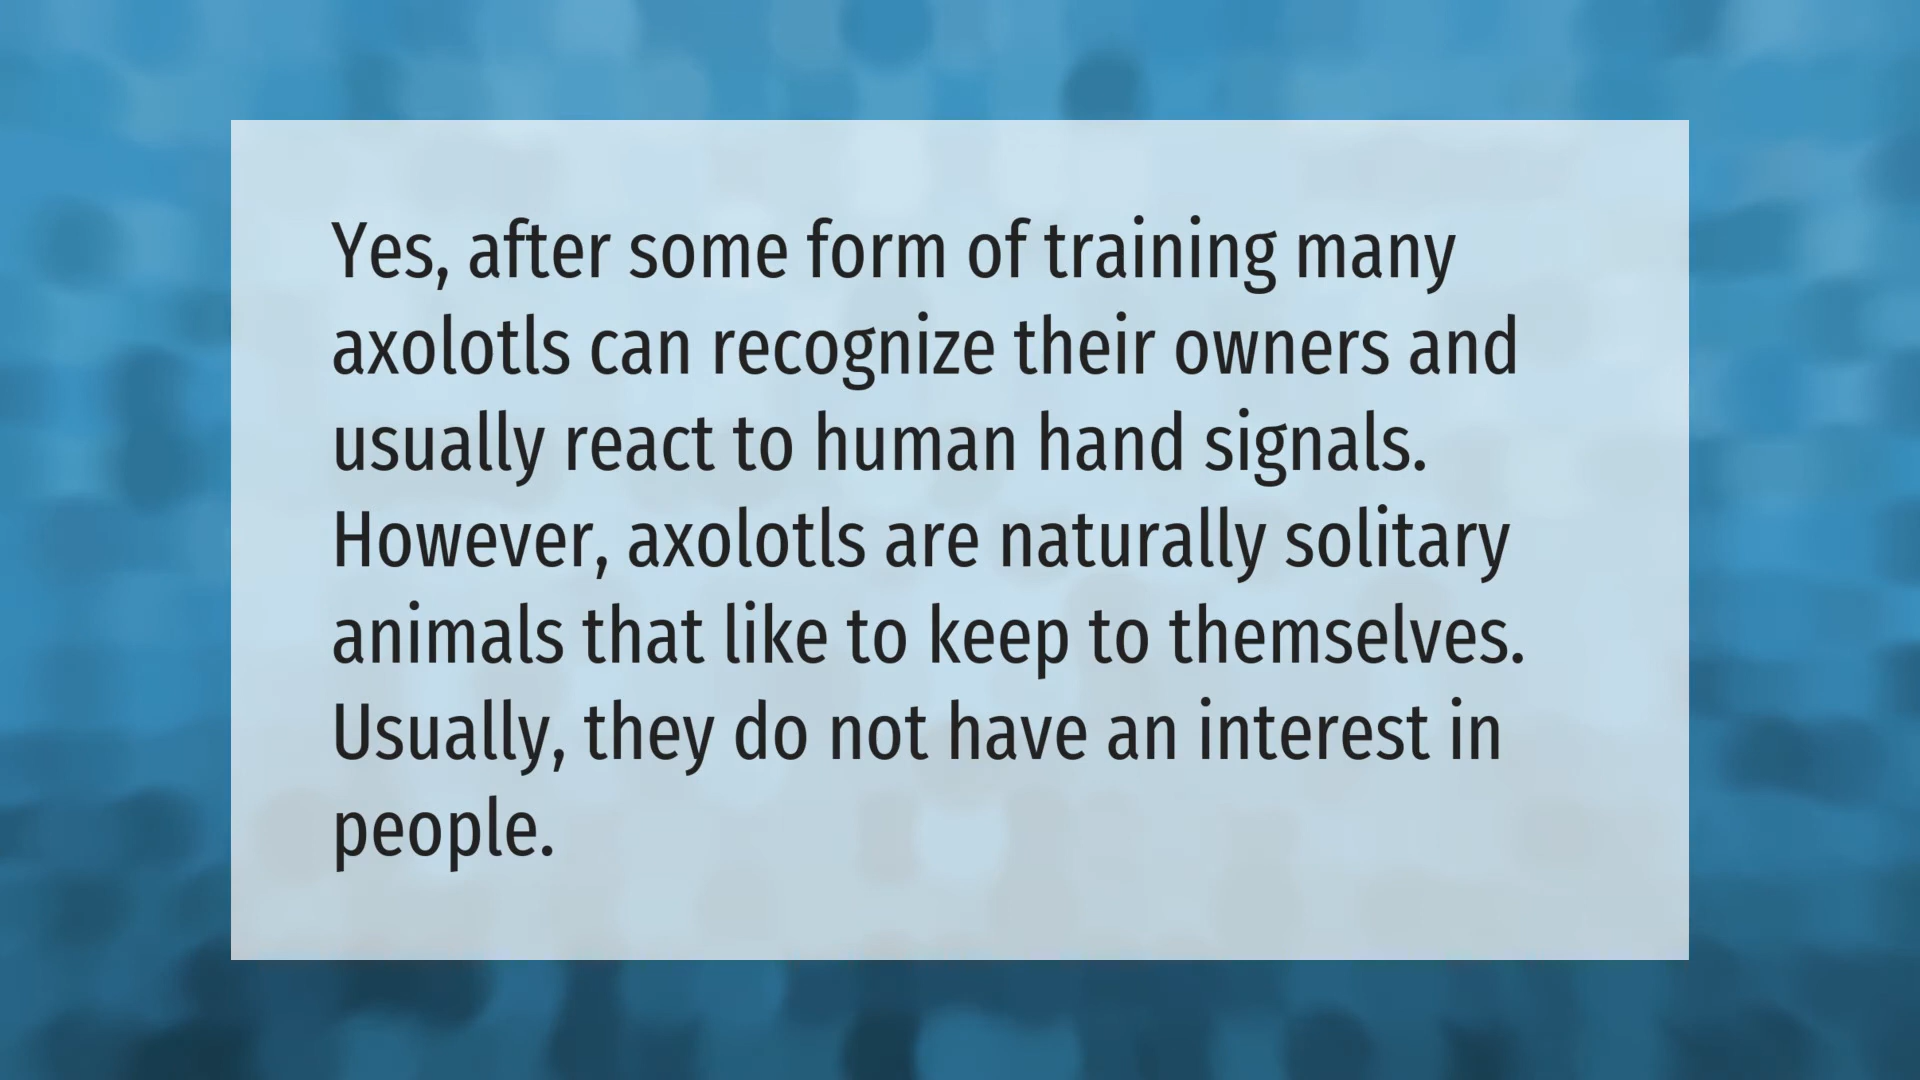 Yes, after some form of training many
axolotls can recognize their owners and
usually react to human hand signals.
However, axolotls are naturally solitary
animals that like to keep to themselves.
Usually, they do not have an interest in
people.